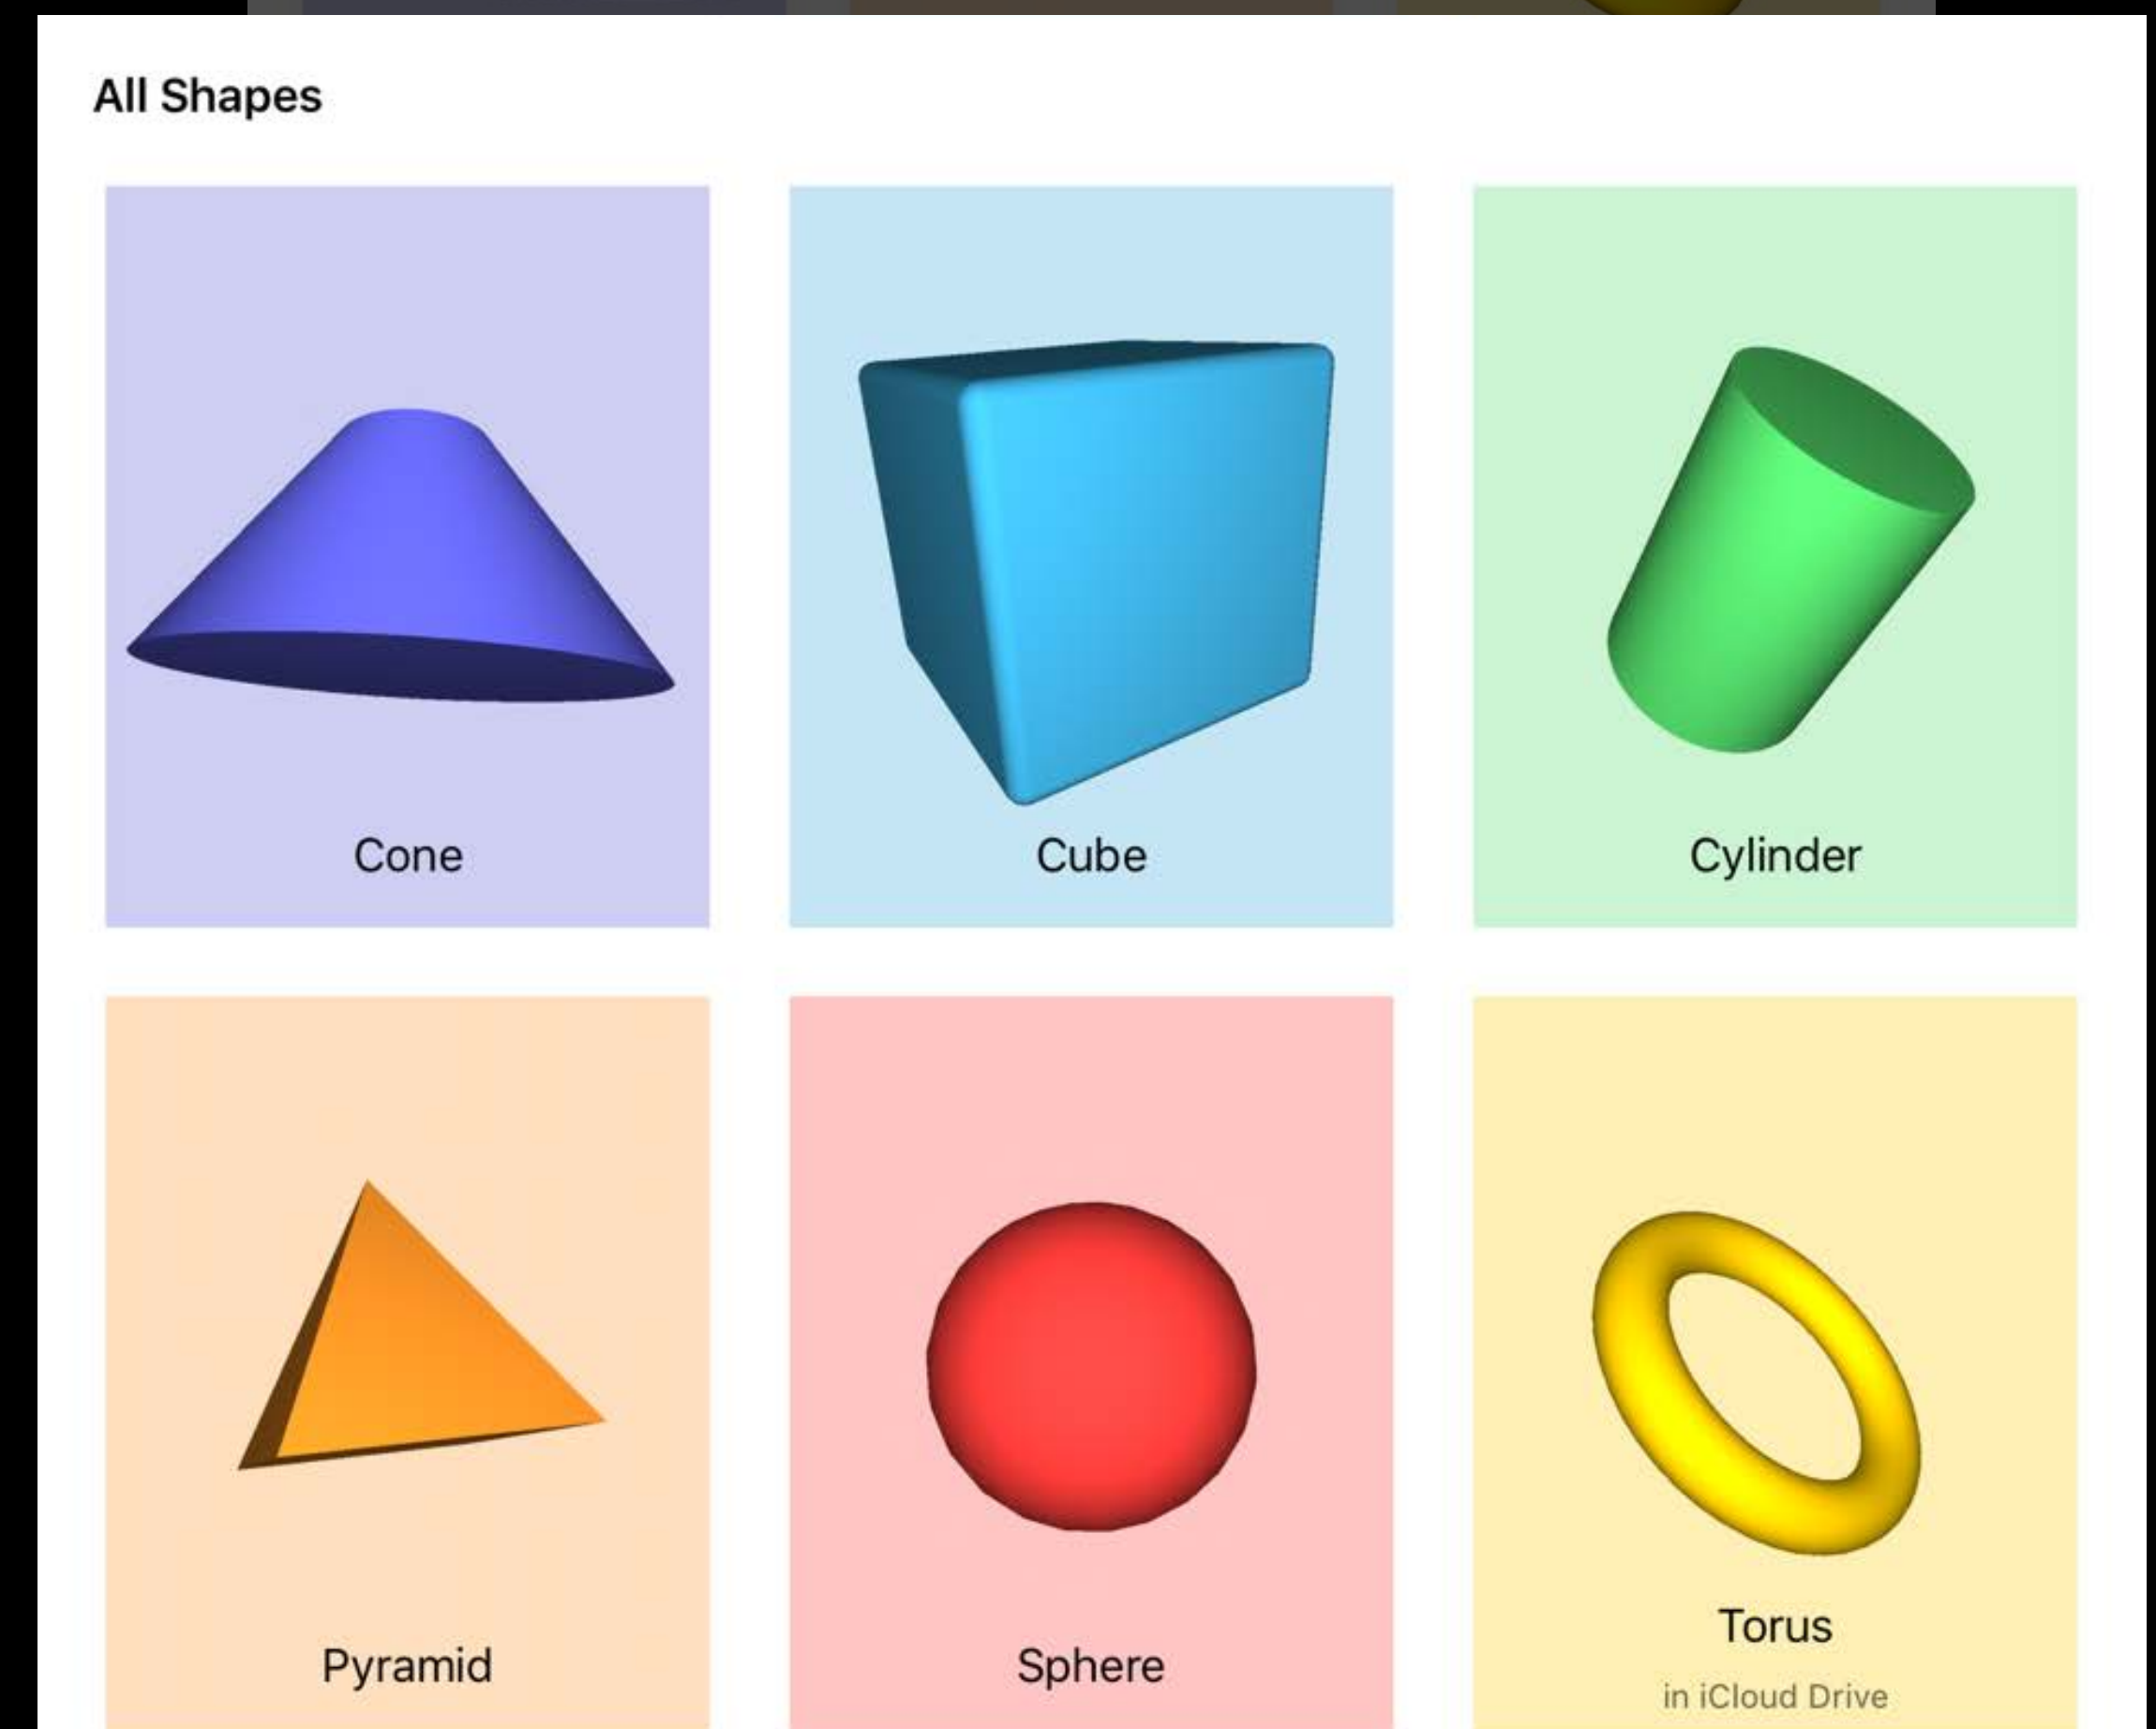 All Shapes
Cone
Cube
Cylinder
Pyramid
Sphere
Torus
in iCloud Drive